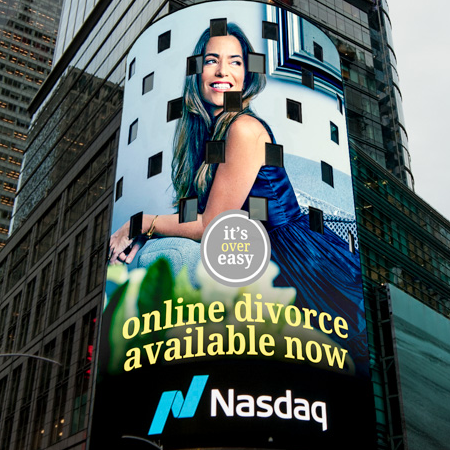 it's
over
easy
online divorce
available now
Nasdaq